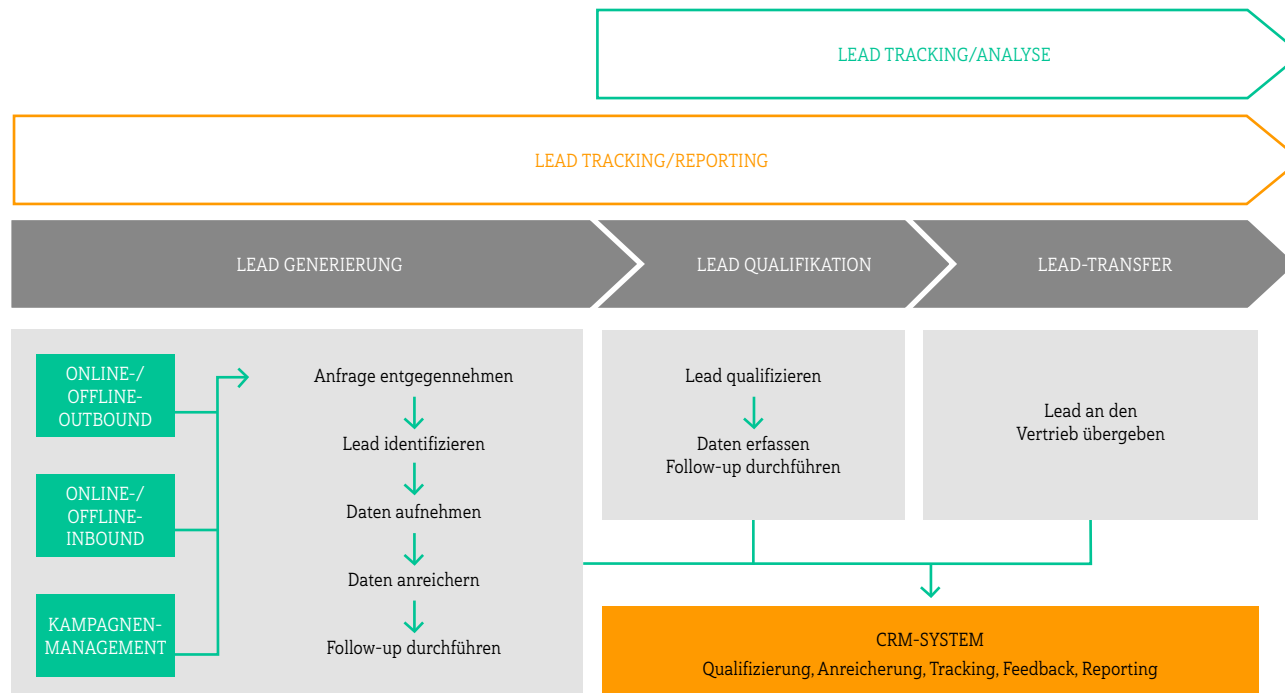 LEAD TRACKING/ANALYSE
LEAD TRACKING/REPORTING
LEAD GENERIERUNG
LEAD QUALIFIKATION
LEAD-TRANSFER
ONLINE-/
OFFLINE-
OUTBOUND
ONLINE-/
OFFLINE-
INBOUND
KAMPAGNEN-
MANAGEMENT
Anfrage entgegennehmen
Lead identifizieren
Daten aufnehmen
Daten anreichern
Follow-up durchführen
Lead qualifizieren
Daten erfassen
Follow-up durchführen
Lead an den
Vertrieb übergeben
CRM-SYSTEM
Qualifizierung, Anreicherung, Tracking, Feedback, Reporting